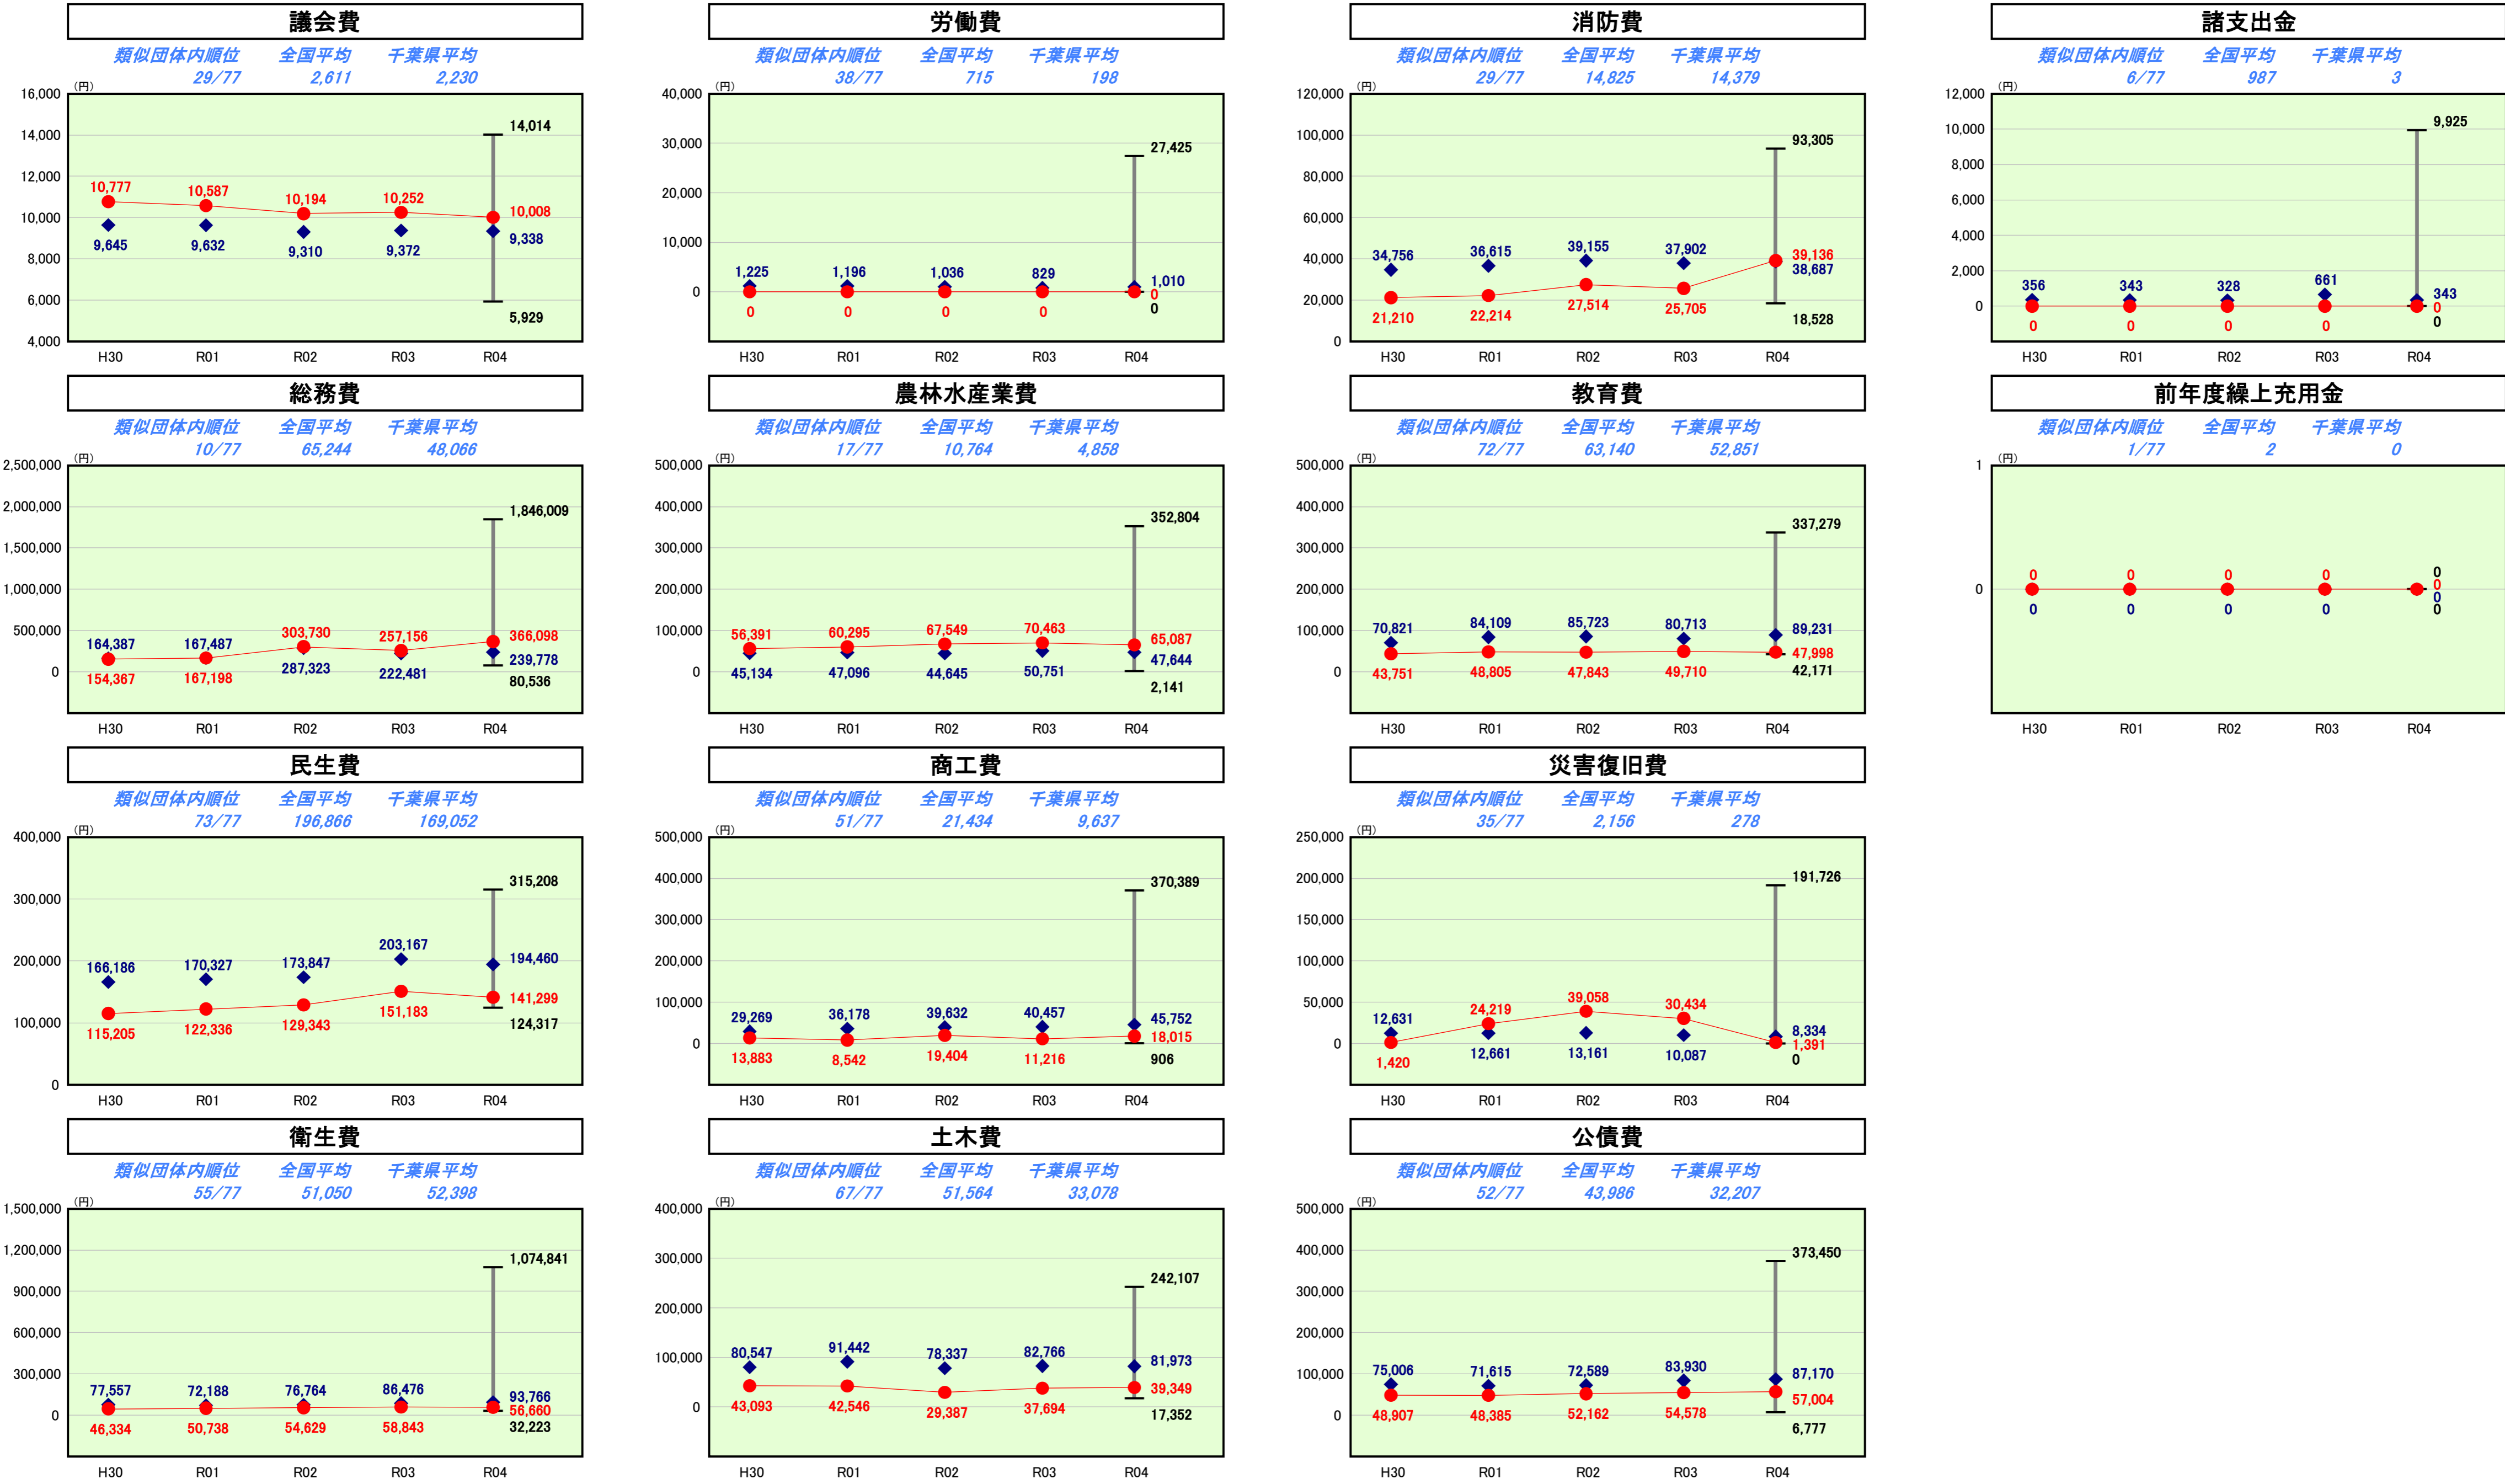 議会費
類似団体内順位 全国平均 千葉県平均
29/77 2,611 2,230
(円)
16,000
14,000
12,000
10,000
8,000
6,000
4,000
14,014
10,777 10,587 10,194 10,252 10,008
9,645 9,632 9,310 9,372 9,338
5,929
H30 R01 R02 R03 R04
労働費
類似団体内順位 全国平均 千葉県平均
38/77 715 198
(円)
40,000
30,000
20,000
10,000
0
27,425
1,225 1,196 1,036 829 1,010
0 0 0 0 0
0
H30 R01 R02 R03 R04
消防費
類似団体内順位 全国平均 千葉県平均
29/77 14,825 14,379
(円)
120,000
100,000
80,000
60,000
40,000
20,000
0
93,305
34,756 36,615 39,155 37,902 38,687
21,210 22,214 27,514 25,705 39,136
18,528
H30 R01 R02 R03 R04
諸支出金
類似団体内順位 全国平均 千葉県平均
6/77 987 3
(円)
12,000
10,000
8,000
6,000
4,000
2,000
0
9,925
356 343 328 661 343
0 0 0 0 0
0
H30 R01 R02 R03 R04
総務費
類似団体内順位 全国平均 千葉県平均
10/77 65,244 48,066
(円)
2,500,000
2,000,000
1,500,000
1,000,000
500,000
0
1,846,009
164,387 167,487 303,730 257,156 366,098
154,367 167,198 287,323 222,481 239,778
80,536
H30 R01 R02 R03 R04
農林水産業費
類似団体内順位 全国平均 千葉県平均
17/77 10,764 4,858
(円)
500,000
400,000
300,000
200,000
100,000
0
352,804
56,391 60,295 67,549 70,463 65,087
45,134 47,096 44,645 50,751 47,644
2,141
H30 R01 R02 R03 R04
教育費
類似団体内順位 全国平均 千葉県平均
72/77 63,140 52,851
(円)
500,000
400,000
300,000
200,000
100,000
0
337,279
70,821 84,109 85,723 80,713 89,231
43,751 48,805 47,843 49,710 47,998
42,171
H30 R01 R02 R03 R04
前年度繰上充用金
類似団体内順位 全国平均 千葉県平均
1/77 2 0
(円)
1
0
0
0 0 0 0 0
0 0 0 0 0
0
H30 R01 R02 R03 R04
民生費
類似団体内順位 全国平均 千葉県平均
73/77 196,866 169,052
(円)
400,000
300,000
200,000
100,000
0
315,208
166,186 170,327 173,847 203,167 194,460
115,205 122,336 129,343 151,183 141,299
124,317
H30 R01 R02 R03 R04
商工費
類似団体内順位 全国平均 千葉県平均
51/77 21,434 9,637
(円)
500,000
400,000
300,000
200,000
100,000
0
370,389
29,269 36,178 39,632 40,457 45,752
13,883 8,542 19,404 11,216 18,015
906
H30 R01 R02 R03 R04
災害復旧費
類似団体内順位 全国平均 千葉県平均
35/77 2,156 278
(円)
250,000
200,000
150,000
100,000
50,000
0
191,726
12,631 24,219 39,058 30,434 8,334
1,420 12,661 13,161 10,087 1,391
0
H30 R01 R02 R03 R04
衛生費
類似団体内順位 全国平均 千葉県平均
55/77 51,050 52,398
(円)
1,500,000
1,200,000
900,000
600,000
300,000
0
1,074,841
77,557 72,188 76,764 86,476 93,766
46,334 50,738 54,629 58,843 56,660
32,223
H30 R01 R02 R03 R04
土木費
類似団体内順位 全国平均 千葉県平均
67/77 51,564 33,078
(円)
400,000
300,000
200,000
100,000
0
242,107
80,547 91,442 78,337 82,766 81,973
43,093 42,546 29,387 37,694 39,349
17,352
H30 R01 R02 R03 R04
公債費
類似団体内順位 全国平均 千葉県平均
52/77 43,986 32,207
(円)
500,000
400,000
300,000
200,000
100,000
0
373,450
75,006 71,615 72,589 83,930 87,170
48,907 48,385 52,162 54,578 57,004
6,777
H30 R01 R02 R03 R04